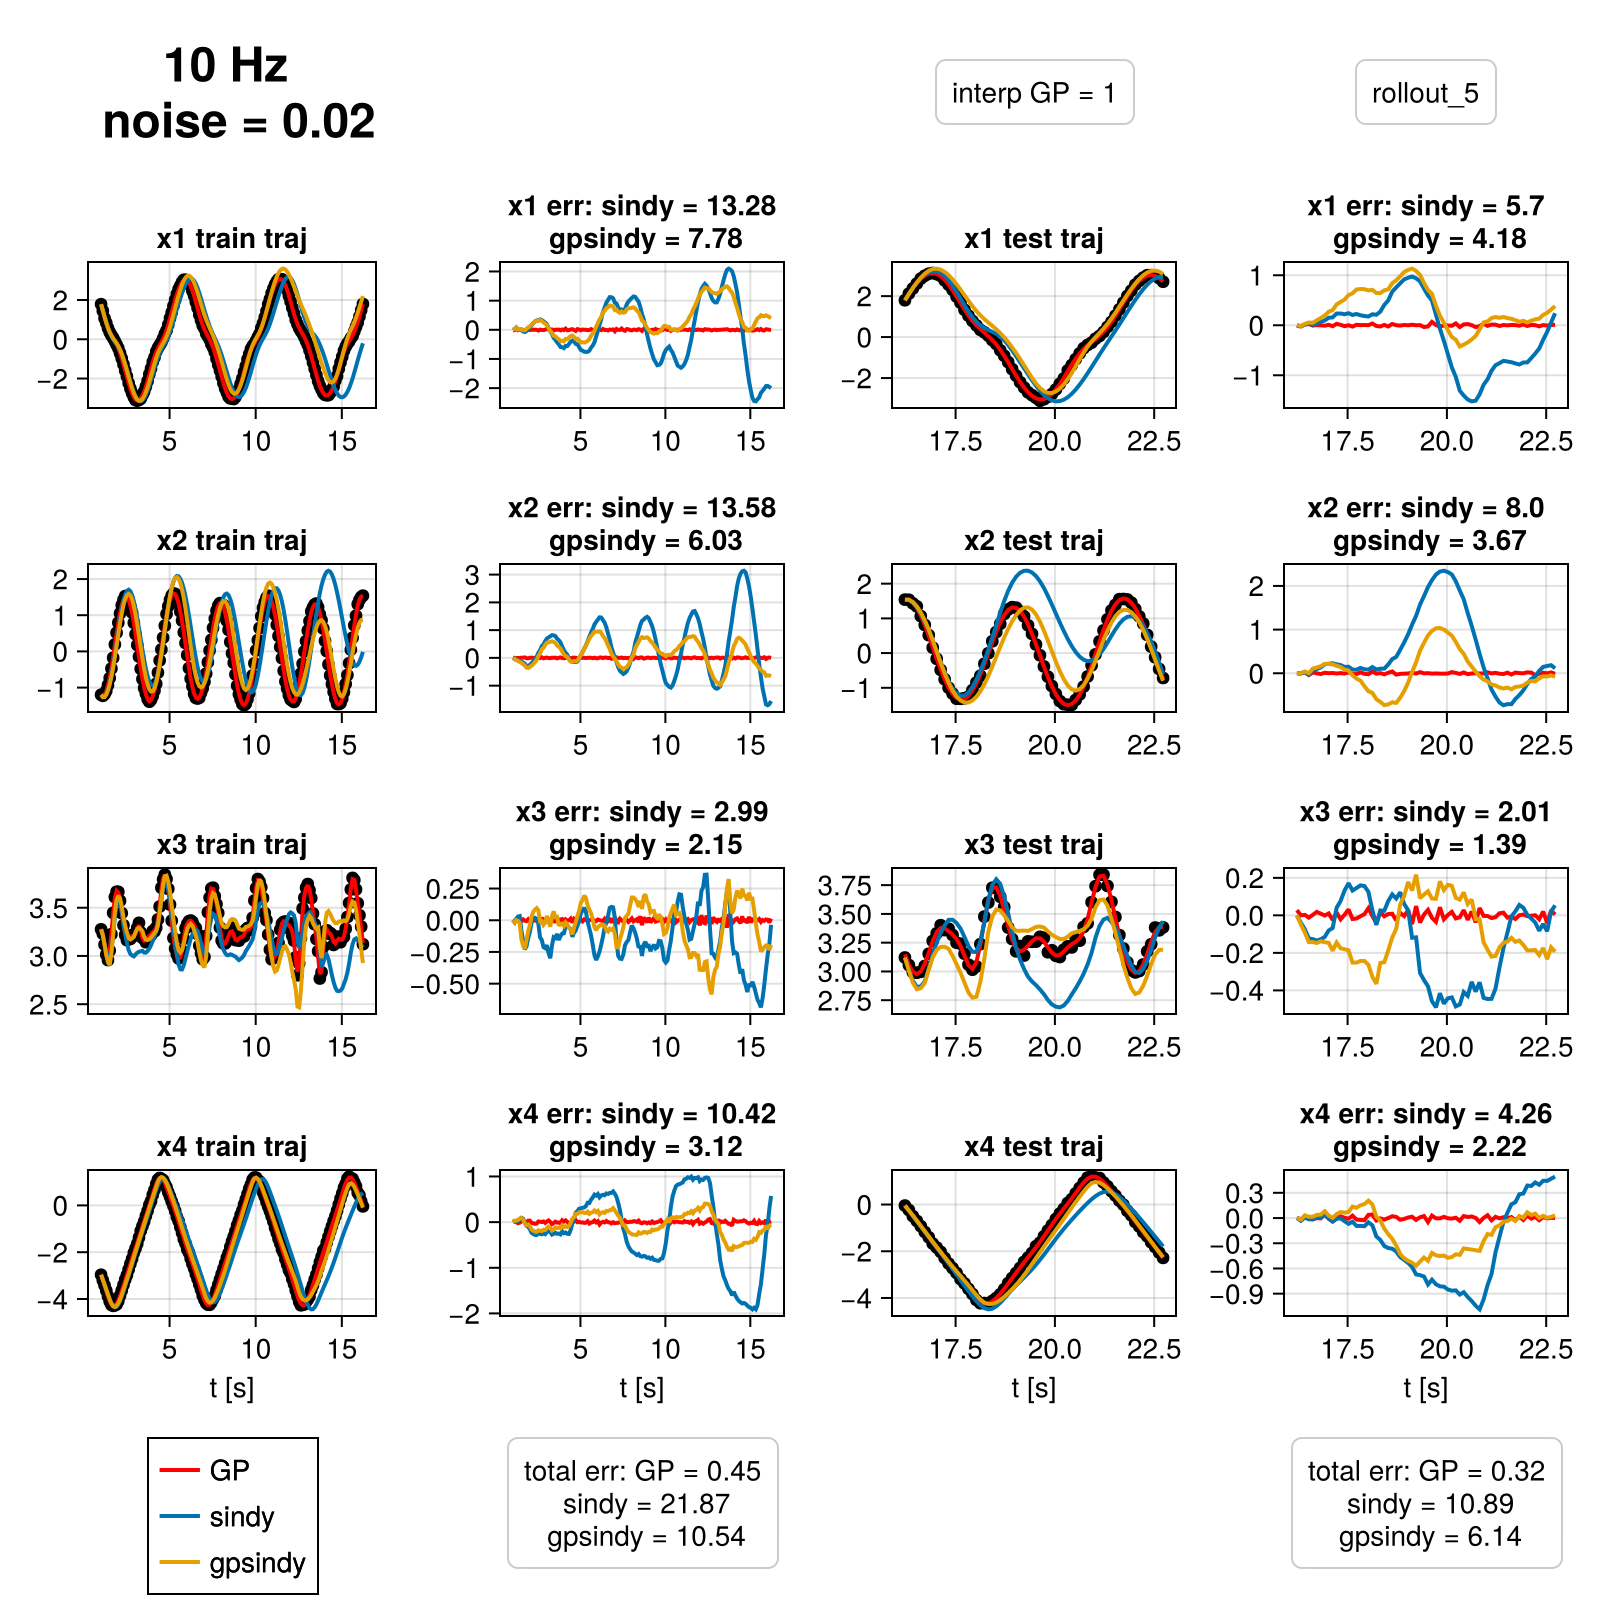 10 Hz
noise = 0.02
interp GP = 1
rollout_5
x1 train traj
2
0
−2
5
10
15
x1 err: sindy = 13.28
gpsindy = 7.78
2
1
0
−1
−2
5
10
15
x1 test traj
2
0
−2
17.5
20.0
22.5
x1 err: sindy = 5.7
gpsindy = 4.18
1
0
−1
17.5
20.0
22.5
x2 train traj
2
1
0
−1
5
10
15
x2 err: sindy = 13.58
gpsindy = 6.03
3
2
1
0
−1
5
10
15
x2 test traj
2
1
0
−1
17.5
20.0
22.5
x2 err: sindy = 8.0
gpsindy = 3.67
2
1
0
17.5
20.0
22.5
x3 train traj
3.5
3.0
2.5
5
10
15
x3 err: sindy = 2.99
gpsindy = 2.15
0.25
0.00
−0.25
−0.50
5
10
15
x3 test traj
3.75
3.50
3.25
3.00
2.75
17.5
20.0
22.5
x3 err: sindy = 2.01
gpsindy = 1.39
0.2
0.0
−0.2
−0.4
17.5
20.0
22.5
x4 train traj
0
−2
−4
5
10
15
t [s]
x4 err: sindy = 10.42
gpsindy = 3.12
1
0
−1
−2
5
10
15
t [s]
x4 test traj
0
−2
−4
17.5
20.0
22.5
t [s]
x4 err: sindy = 4.26
gpsindy = 2.22
0.3
0.0
−0.3
−0.6
−0.9
17.5
20.0
22.5
t [s]
GP
sindy
gpsindy
total err: GP = 0.45
sindy = 21.87
gpsindy = 10.54
total err: GP = 0.32
sindy = 10.89
gpsindy = 6.14